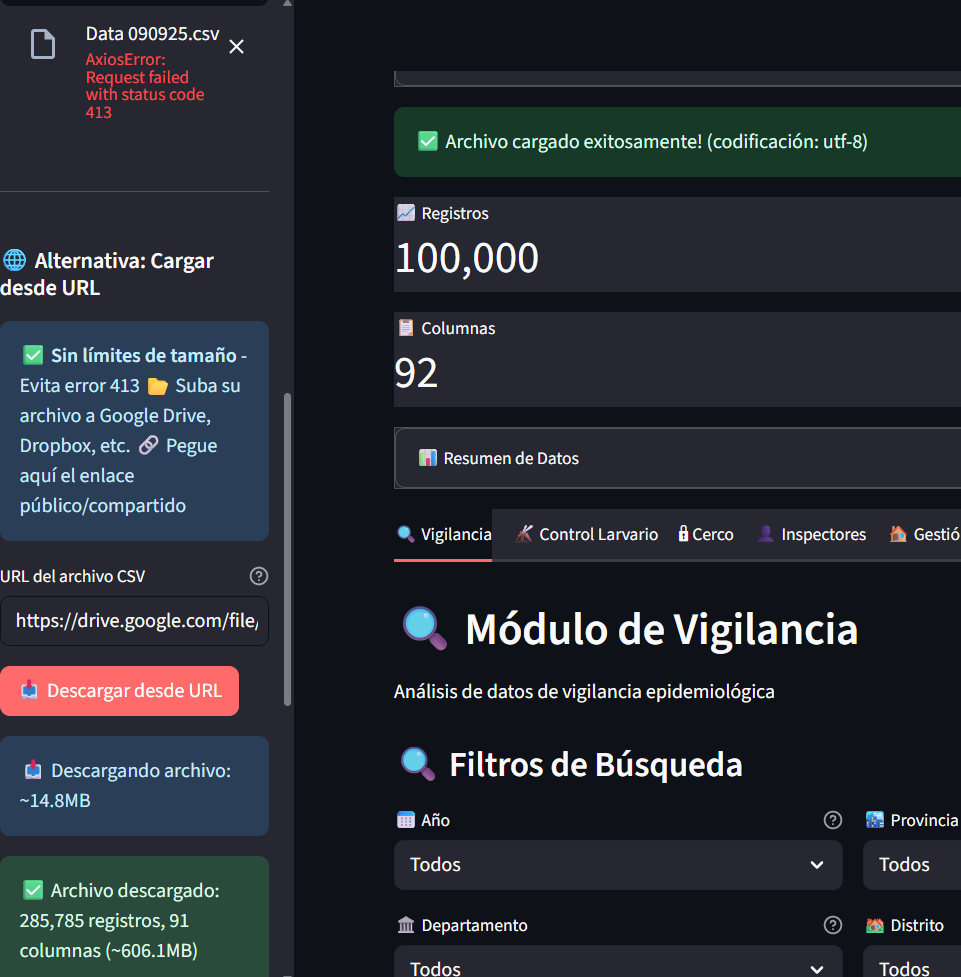 Data 090925.csv
AxiosError:
Request failed
with status code
413
Alternativa: Cargar
desde URL
Sin límites de tamaño -
Evita error 413 Suba su
archivo a Google Drive,
Dropbox, etc. Pegue
aquí el enlace
público/compartido
URL del archivo CSV
https://drive.google.com/file/
Descargar desde URL
Descargando archivo:
~14.8MB
Archivo descargado:
285,785 registros, 91
columnas (~606.1MB)
Archivo cargado exitosamente! (codificación: utf-8)
Registros
100,000
Columnas
92
Resumen de Datos
Vigilancia Control Larvario Cerco Inspectores Gestió
Módulo de Vigilancia
Análisis de datos de vigilancia epidemiológica
Filtros de Búsqueda
Año Provincia
Todos Todos
Departamento Distrito
Todos Todos